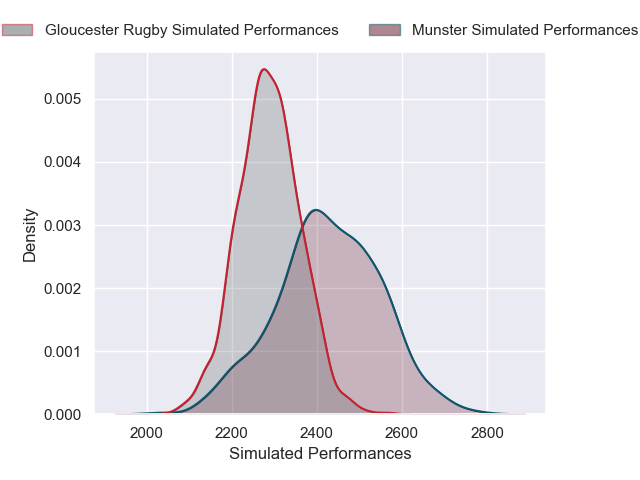 Gloucester Rugby Simulated Performances
Munster Simulated Performances
0.005
0.004
0.003
0.002
0.001
0.000
Density
2000 2200 2400 2600 2800
Simulated Performances